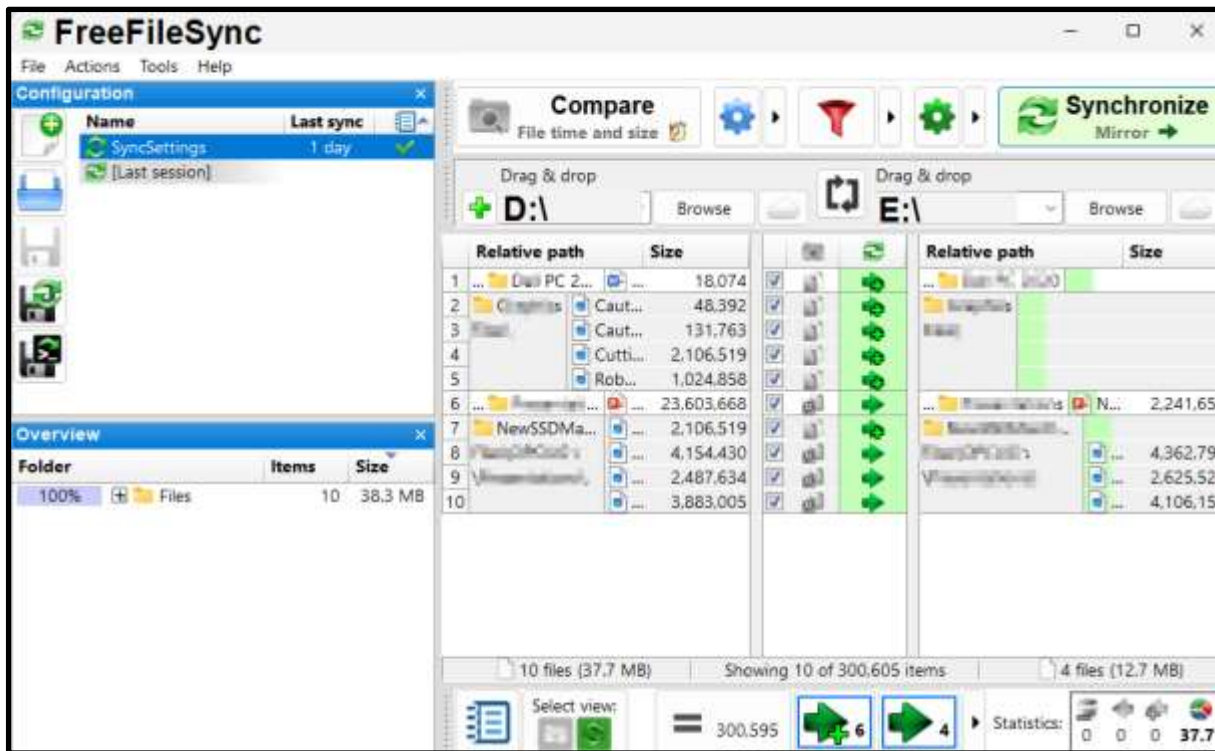 FreeFileSync
File Actions Tools Help
Configuration
Name Last sync
SyncSettings 1 day
[Last session]
Overview
Folder Items Size
100% Files 10 38.3 MB
Compare
File time and size
Synchronize
Mirror
Drag & drop
D:\ Browse
Drag & drop
E:\ Browse
Relative path Size
1 ... PC 2... ... 18,074
2 Caut... 48,392
3 Caut... 131,763
4 Cutti... 2,106,519
5 Rob... 1,024,858
6 ... ... ... 23,603,668
7 NewSSDMa... ... 2,106,519
8 ... 4,154,430
9 ... 2,487,634
10 ... 3,883,005
Relative path Size
...
... N... 2,241,65
... 4,362,79
... 2,625,52
... 4,106,15
10 files (37.7 MB) Showing 10 of 300,605 items 4 files (12.7 MB)
Select view: 300,595 6 4 Statistics: 0 0 0 37.7